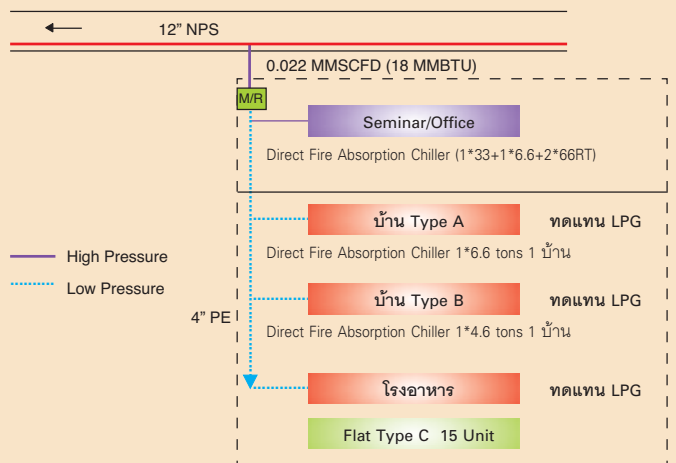 12" NPS
0.022 MMSCFD (18 MMBTU)
M/R
Seminar/Office
Direct Fire Absorption Chiller (1*33+1*6.6+2*66RT)
บ้าน Type A ทดแทน LPG
Direct Fire Absorption Chiller 1*6.6 tons 1 บ้าน
High Pressure
Low Pressure
บ้าน Type B ทดแทน LPG
4" PE
Direct Fire Absorption Chiller 1*4.6 tons 1 บ้าน
โรงอาหาร ทดแทน LPG
Flat Type C 15 Unit